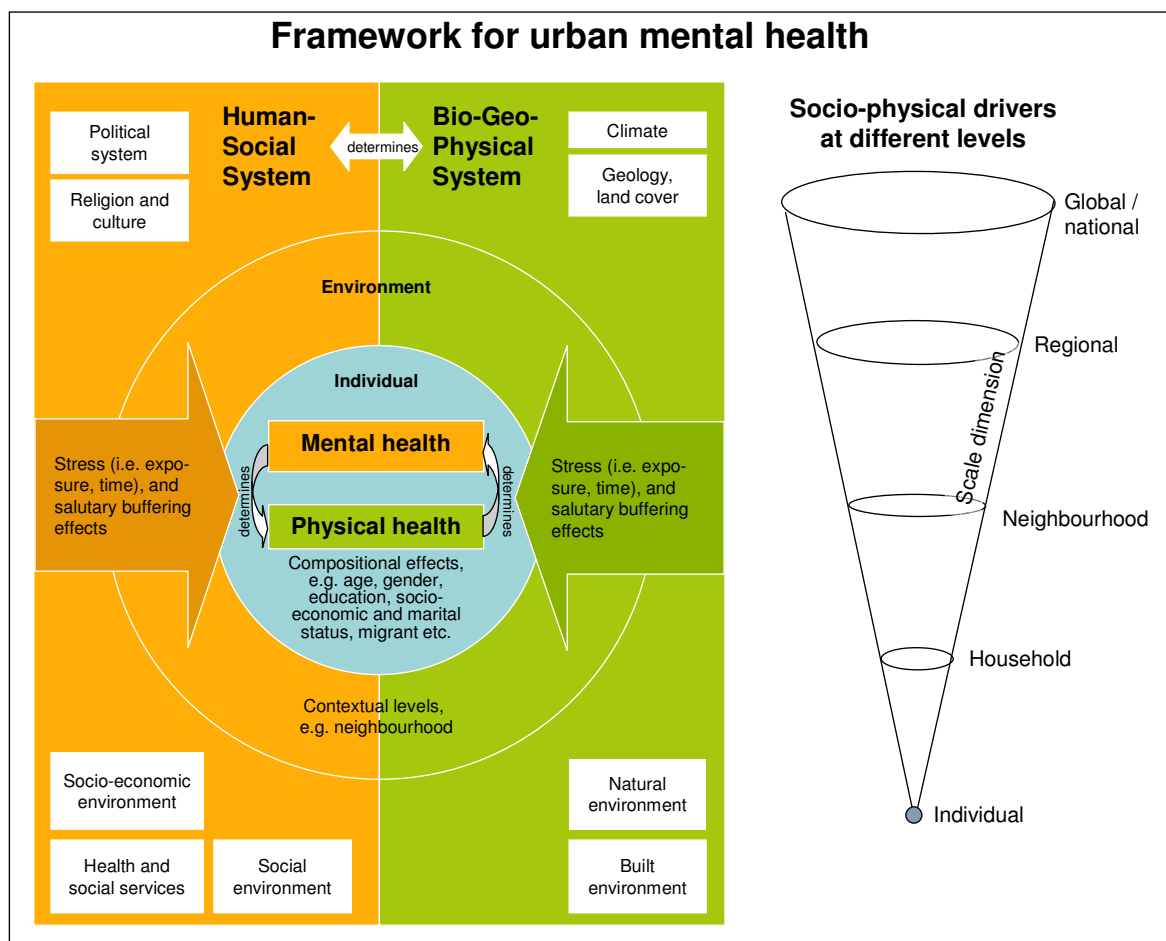 Framework for urban mental health
Human-
Social
System
determines
Bio-Geo-
Physical
System
Political
system
Religion and
culture
Climate
Geology,
land cover
Environment
Individual
Mental health
determines
determines
Physical health
Compositional effects,
e.g. age, gender,
education, socio-
economic and marital
status, migrant etc.
Stress (i.e. expo-
sure, time), and
salutary buffering
effects
Stress (i.e. expo-
sure, time), and
salutary buffering
effects
Contextual levels,
e.g. neighbourhood
Socio-economic
environment
Health and
social services
Social
environment
Natural
environment
Built
environment
Socio-physical drivers
at different levels
Global /
national
Regional
Scale dimension
Neighbourhood
Household
Individual